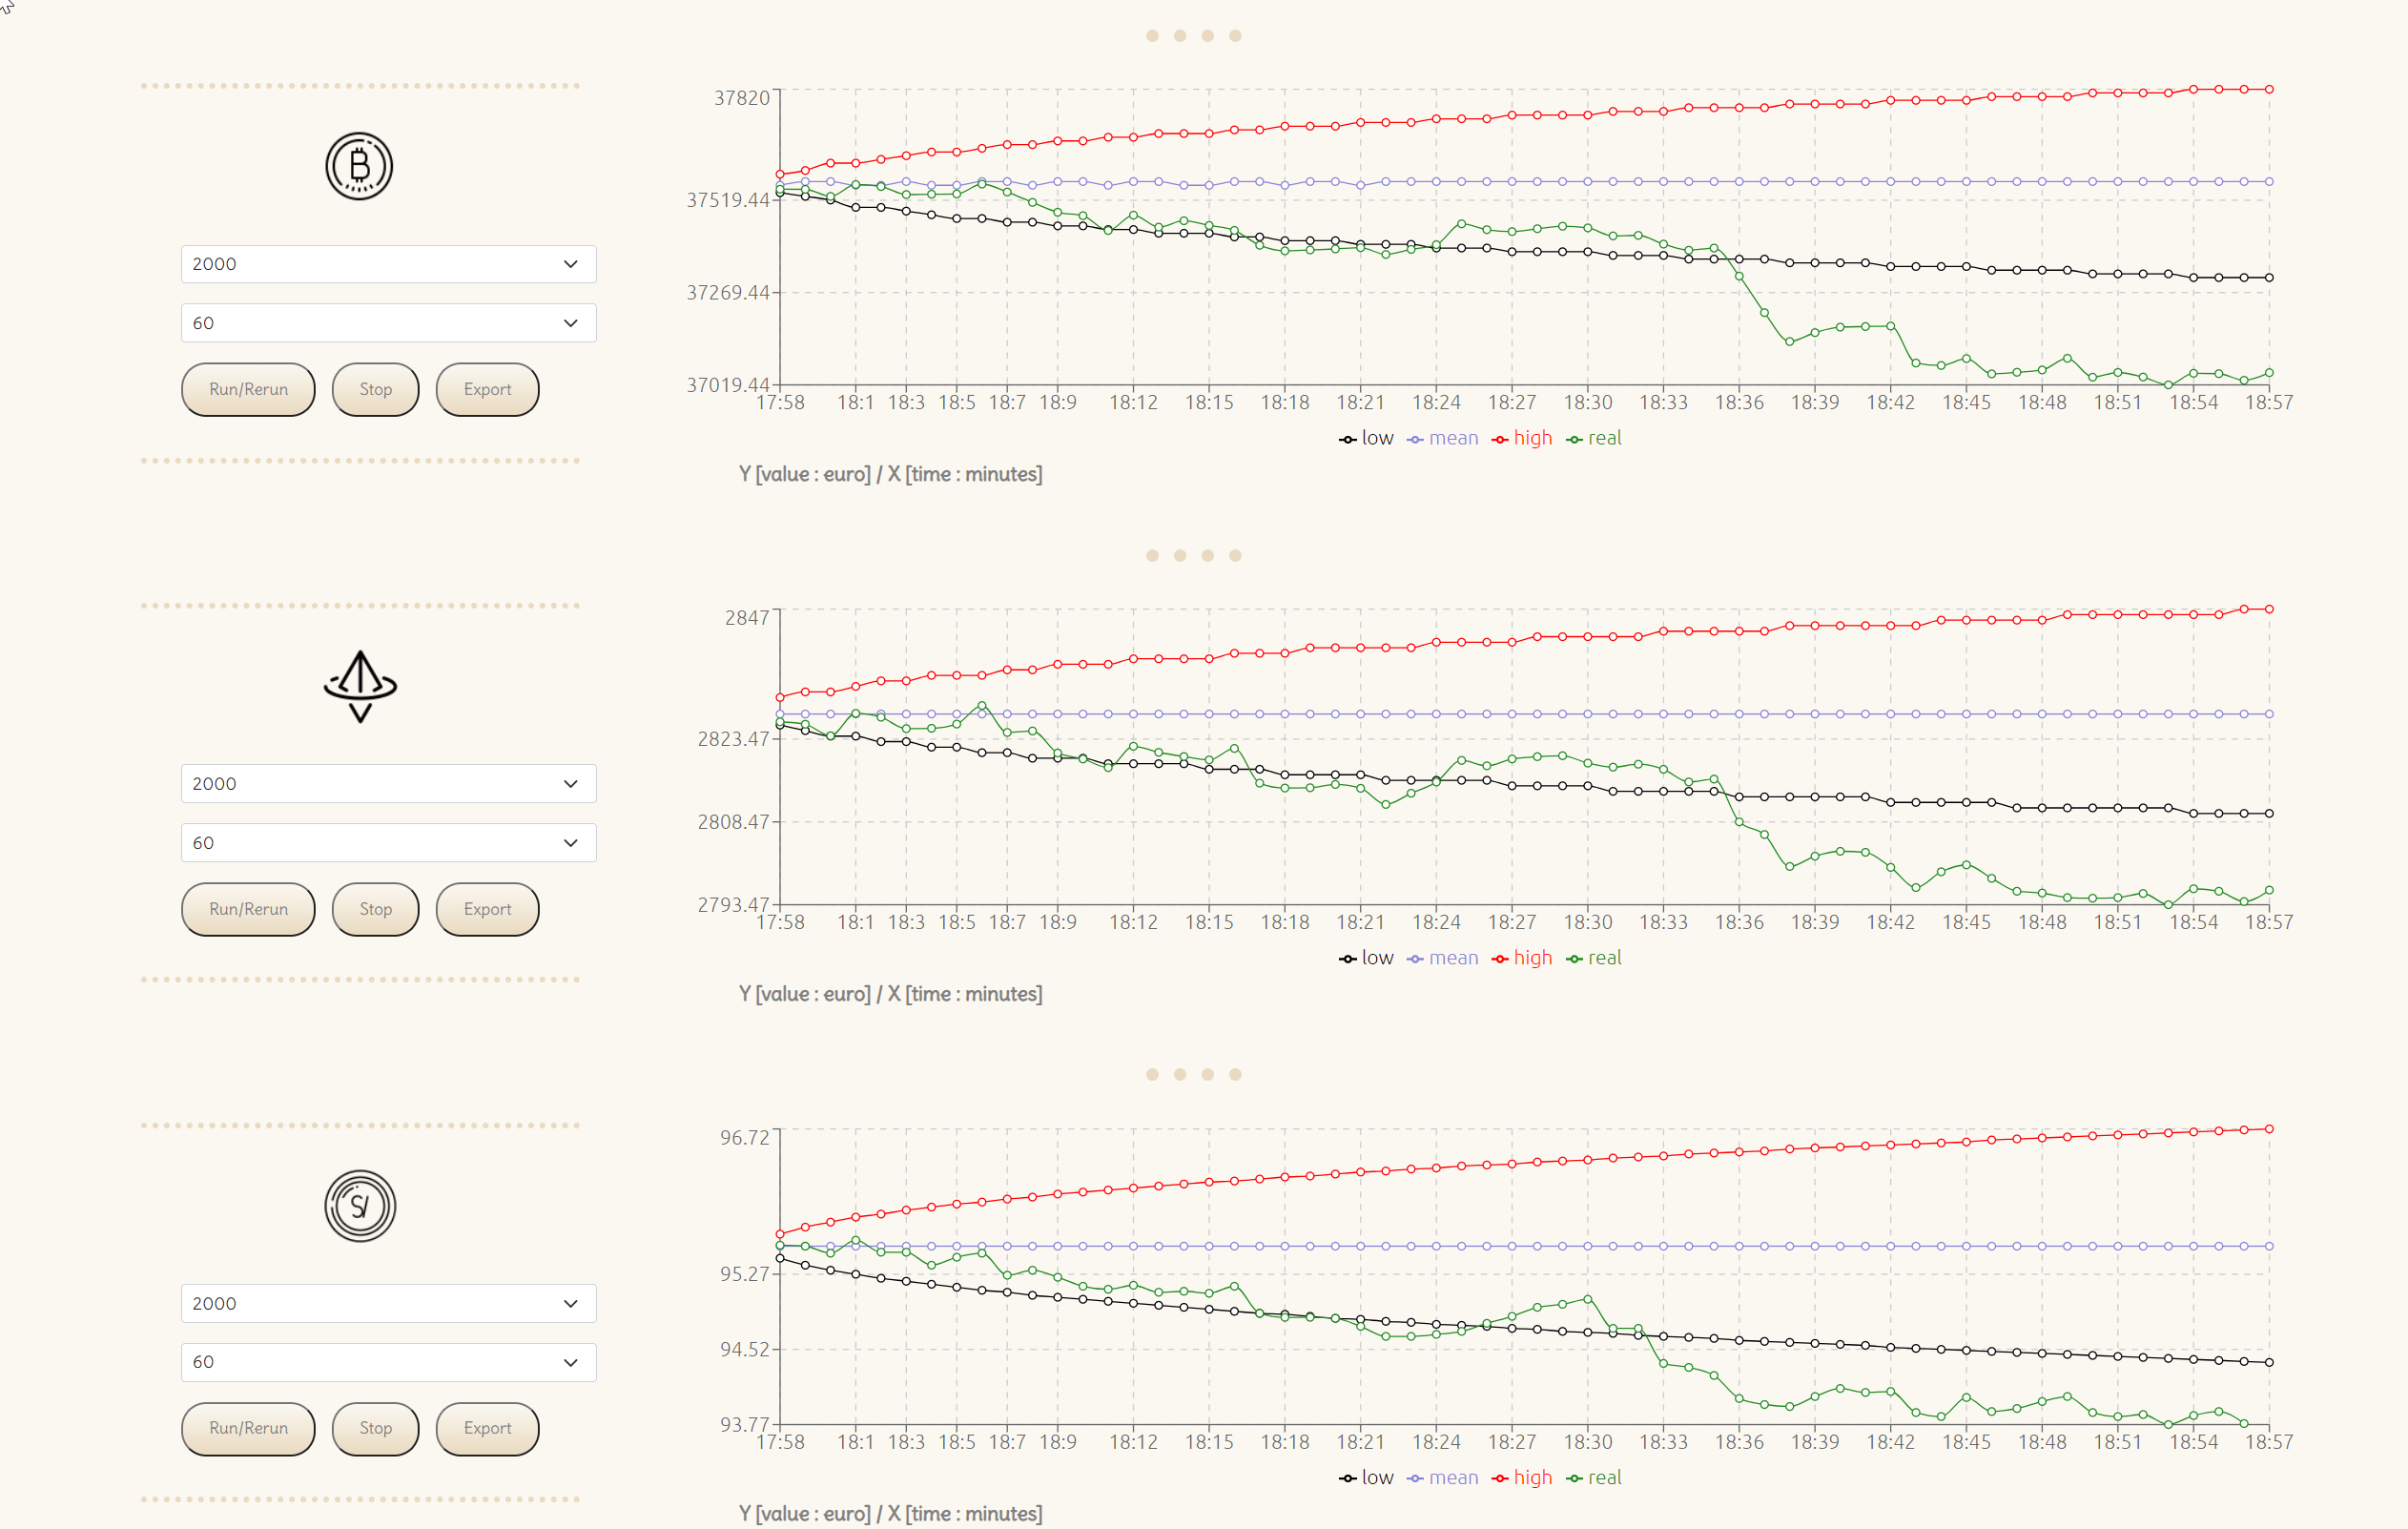 37820
37519.44
37269.44
37019.44
2000
60
Run/Rerun Stop Export
17:58 18:1 18:3 18:5 18:7 18:9 18:12 18:15 18:18 18:21 18:24 18:27 18:30 18:33 18:36 18:39 18:42 18:45 18:48 18:51 18:54 18:57
low mean high real
Y [value : euro] / X [time : minutes]
2847
2823.47
2808.47
2793.47
2000
60
Run/Rerun Stop Export
17:58 18:1 18:3 18:5 18:7 18:9 18:12 18:15 18:18 18:21 18:24 18:27 18:30 18:33 18:36 18:39 18:42 18:45 18:48 18:51 18:54 18:57
low mean high real
Y [value : euro] / X [time : minutes]
96.72
95.27
94.52
93.77
2000
60
Run/Rerun Stop Export
17:58 18:1 18:3 18:5 18:7 18:9 18:12 18:15 18:18 18:21 18:24 18:27 18:30 18:33 18:36 18:39 18:42 18:45 18:48 18:51 18:54 18:57
low mean high real
Y [value : euro] / X [time : minutes]